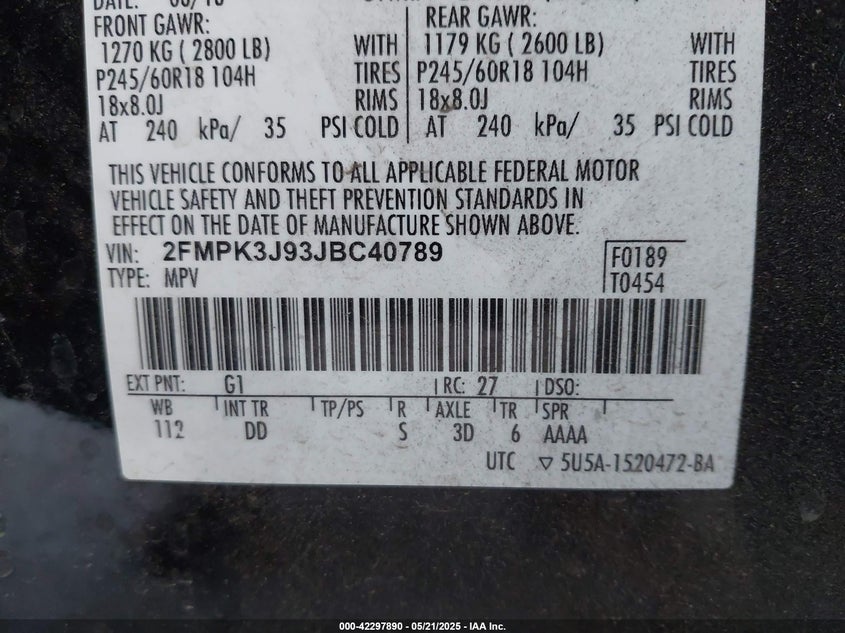 DATE:
FRONT GAWR:
1270 KG ( 2800 LB) WITH
P245/60R18 104H TIRES
18x8.0J RIMS
AT 240 kPa/ 35 PSI COLD
REAR GAWR:
1179 KG ( 2600 LB) WITH
P245/60R18 104H TIRES
18x8.0J RIMS
AT 240 kPa/ 35 PSI COLD
THIS VEHICLE CONFORMS TO ALL APPLICABLE FEDERAL MOTOR
VEHICLE SAFETY AND THEFT PREVENTION STANDARDS IN
EFFECT ON THE DATE OF MANUFACTURE SHOWN ABOVE.
VIN: 2FMPK3J93JBC40789
TYPE: MPV
F0189
T0454
EXT PNT: G1 RC: 27 DSO:
WB INT TR TP/PS R AXLE TR SPR
112 DD S 3D 6 AAAA
UTC ▽ 5U5A-1520472-BA
000-42297890 — 05/21/2025 — IAA Inc.